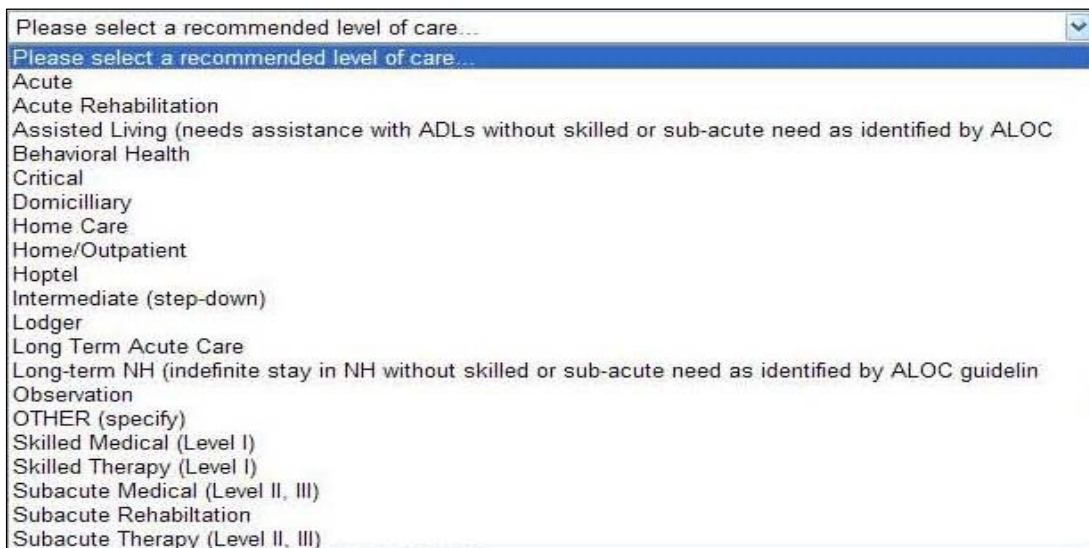 Please select a recommended level of care...
Please select a recommended level of care...
Acute
Acute Rehabilitation
Assisted Living (needs assistance with ADLs without skilled or sub-acute need as identified by ALOC
Behavioral Health
Critical
Domicilliary
Home Care
Home/Outpatient
Hoptel
Intermediate (step-down)
Lodger
Long Term Acute Care
Long-term NH (indefinite stay in NH without skilled or sub-acute need as identified by ALOC guidelin
Observation
OTHER (specify)
Skilled Medical (Level I)
Skilled Therapy (Level I)
Subacute Medical (Level II, III)
Subacute Rehabiltation
Subacute Therapy (Level II, III)